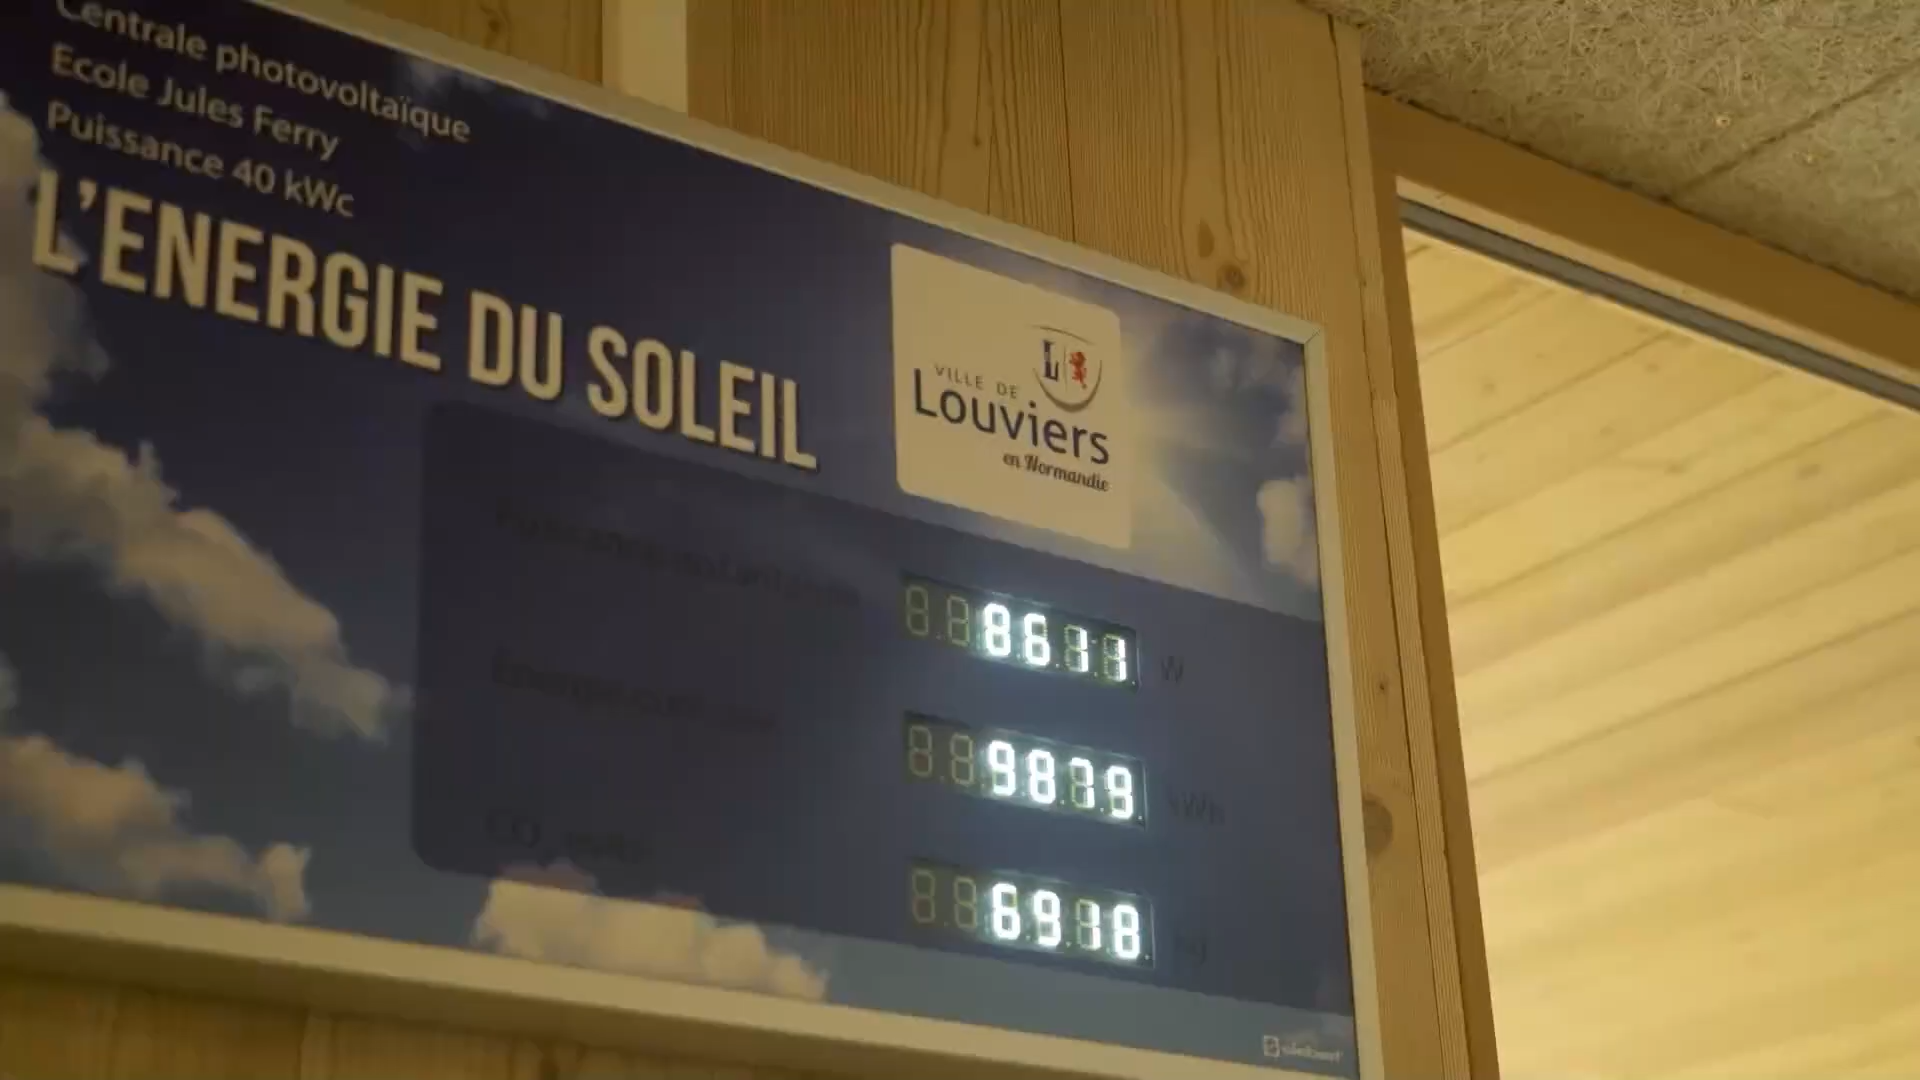 Centrale photovoltaïque
Ecole Jules Ferry
Puissance 40 kWc
L'ENERGIE DU SOLEIL
VILLE DE
Louviers
en Normandie
8611 W
9879 kWh
6918